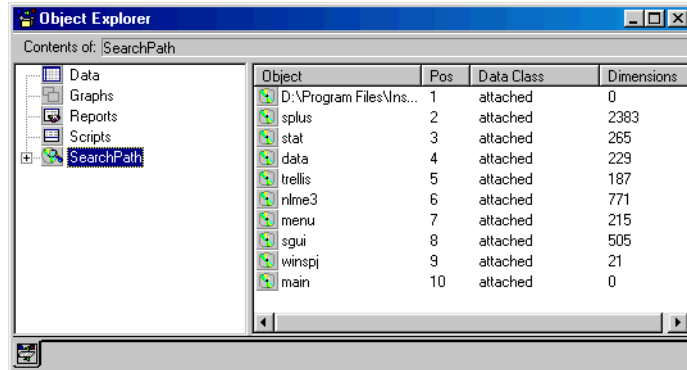 Object Explorer
Contents of: SearchPath
Data
Graphs
Reports
Scripts
SearchPath
Object Pos Data Class Dimensions
D:\Program Files\Ins... 1 attached 0
splus 2 attached 2383
stat 3 attached 265
data 4 attached 229
trellis 5 attached 187
nlme3 6 attached 771
menu 7 attached 215
sgui 8 attached 505
winspj 9 attached 21
main 10 attached 0